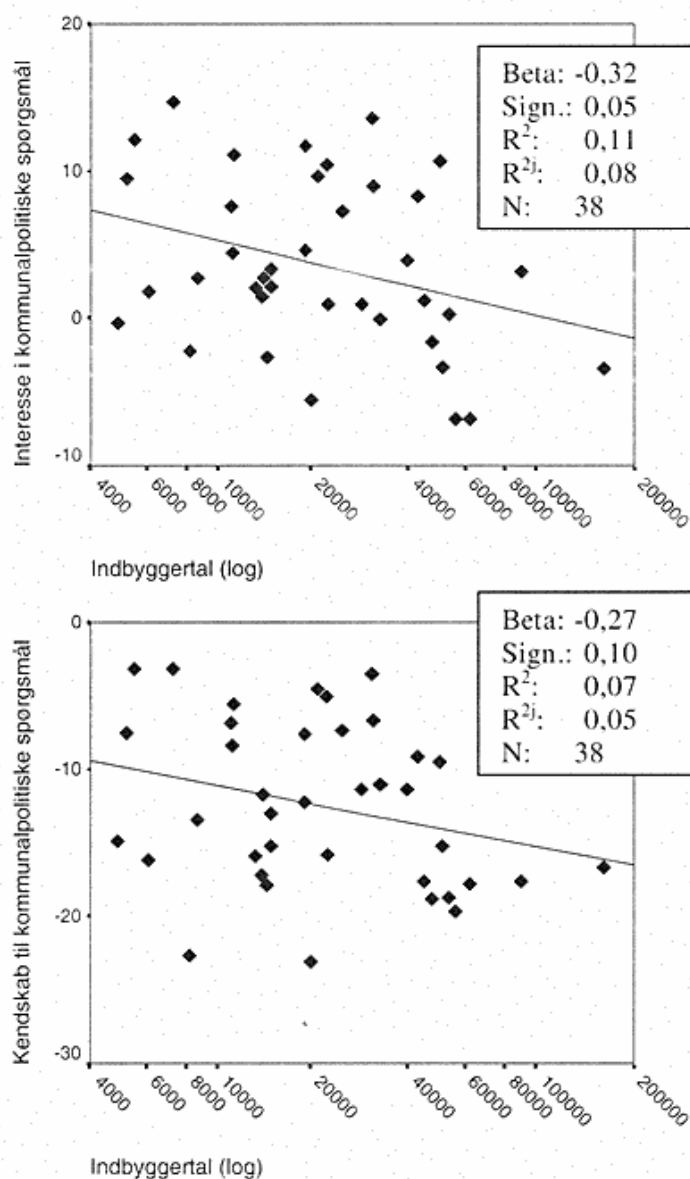 20
10
0
-10
Interesse i kommunalpolitiske spørgsmål
Beta: -0,32
Sign.: 0,05
R²: 0,11
R²ʲ: 0,08
N: 38
4000 6000 8000 10000 20000 40000 60000 80000 100000 200000
Indbyggertal (log)
0
-10
-20
-30
Kendskab til kommunalpolitiske spørgsmål
Beta: -0,27
Sign.: 0,10
R²: 0,07
R²ʲ: 0,05
N: 38
4000 6000 8000 10000 20000 40000 60000 80000 100000 200000
Indbyggertal (log)